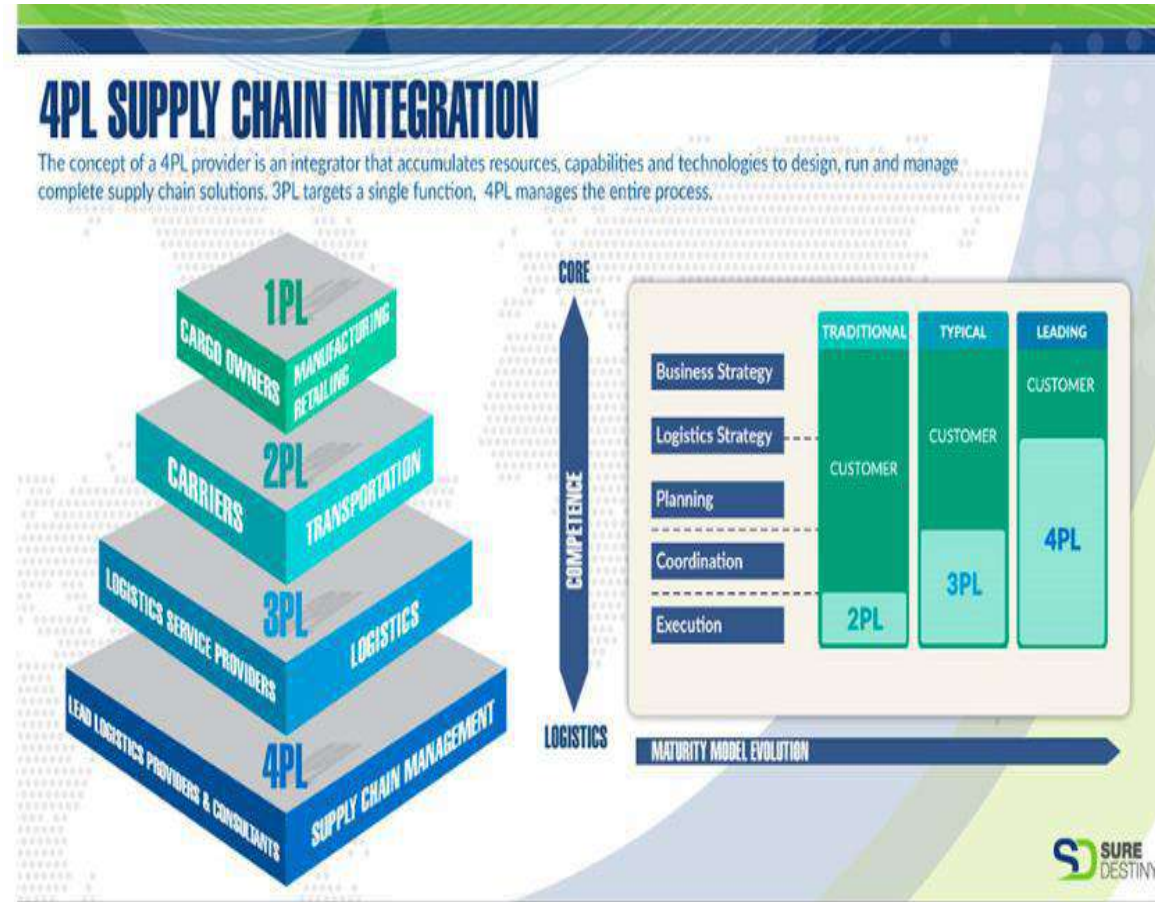 4PL SUPPLY CHAIN INTEGRATION
The concept of a 4PL provider is an integrator that accumulates resources, capabilities and technologies to design, run and manage
complete supply chain solutions. 3PL targets a single function, 4PL manages the entire process.
1PL
CARGO OWNERS
MANUFACTURING
RETAILING
2PL
CARRIERS
TRANSPORTATION
3PL
LOGISTICS SERVICE PROVIDERS
LOGISTICS
4PL
LEAD LOGISTICS PROVIDERS & CONSULTANTS
SUPPLY CHAIN MANAGEMENT
CORE
COMPETENCE
LOGISTICS
TRADITIONAL
TYPICAL
LEADING
Business Strategy
Logistics Strategy
Planning
Coordination
Execution
CUSTOMER
2PL
CUSTOMER
3PL
CUSTOMER
4PL
MATURITY MODEL EVOLUTION
SD
SURE
DESTINY